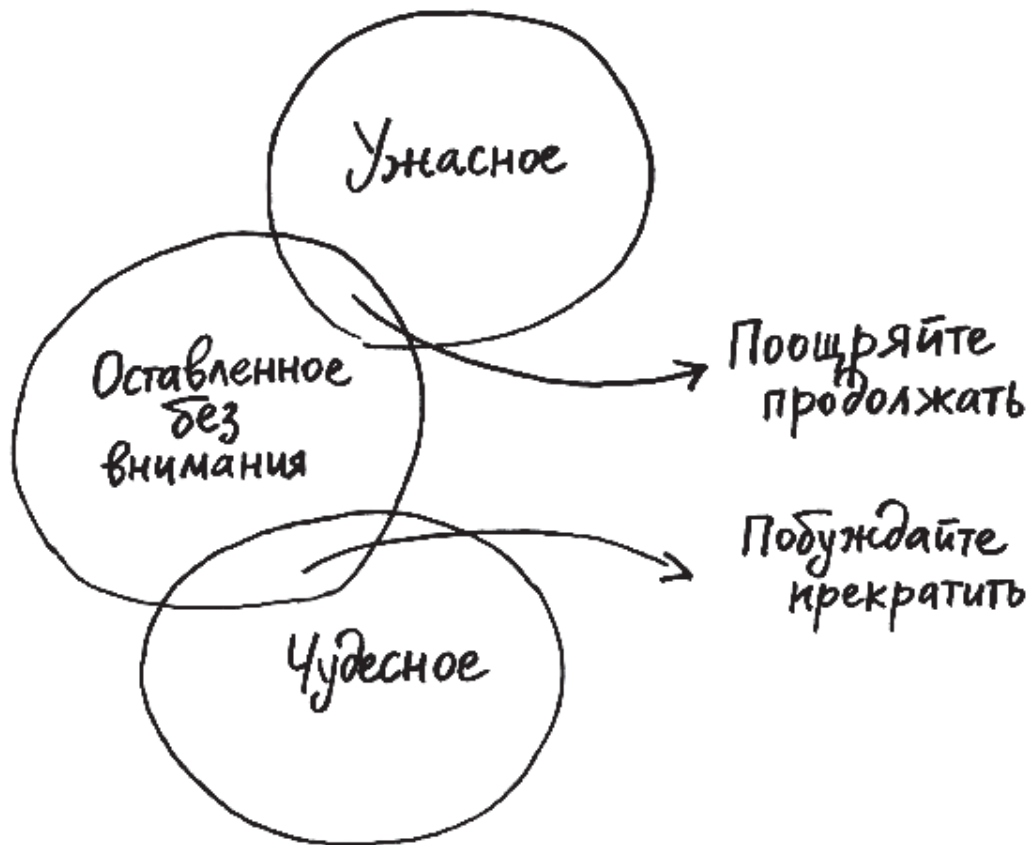 Ужасное
Оставленное
без
внимания
Поощряйте
продолжать
Побуждайте
прекратить
Чудесное